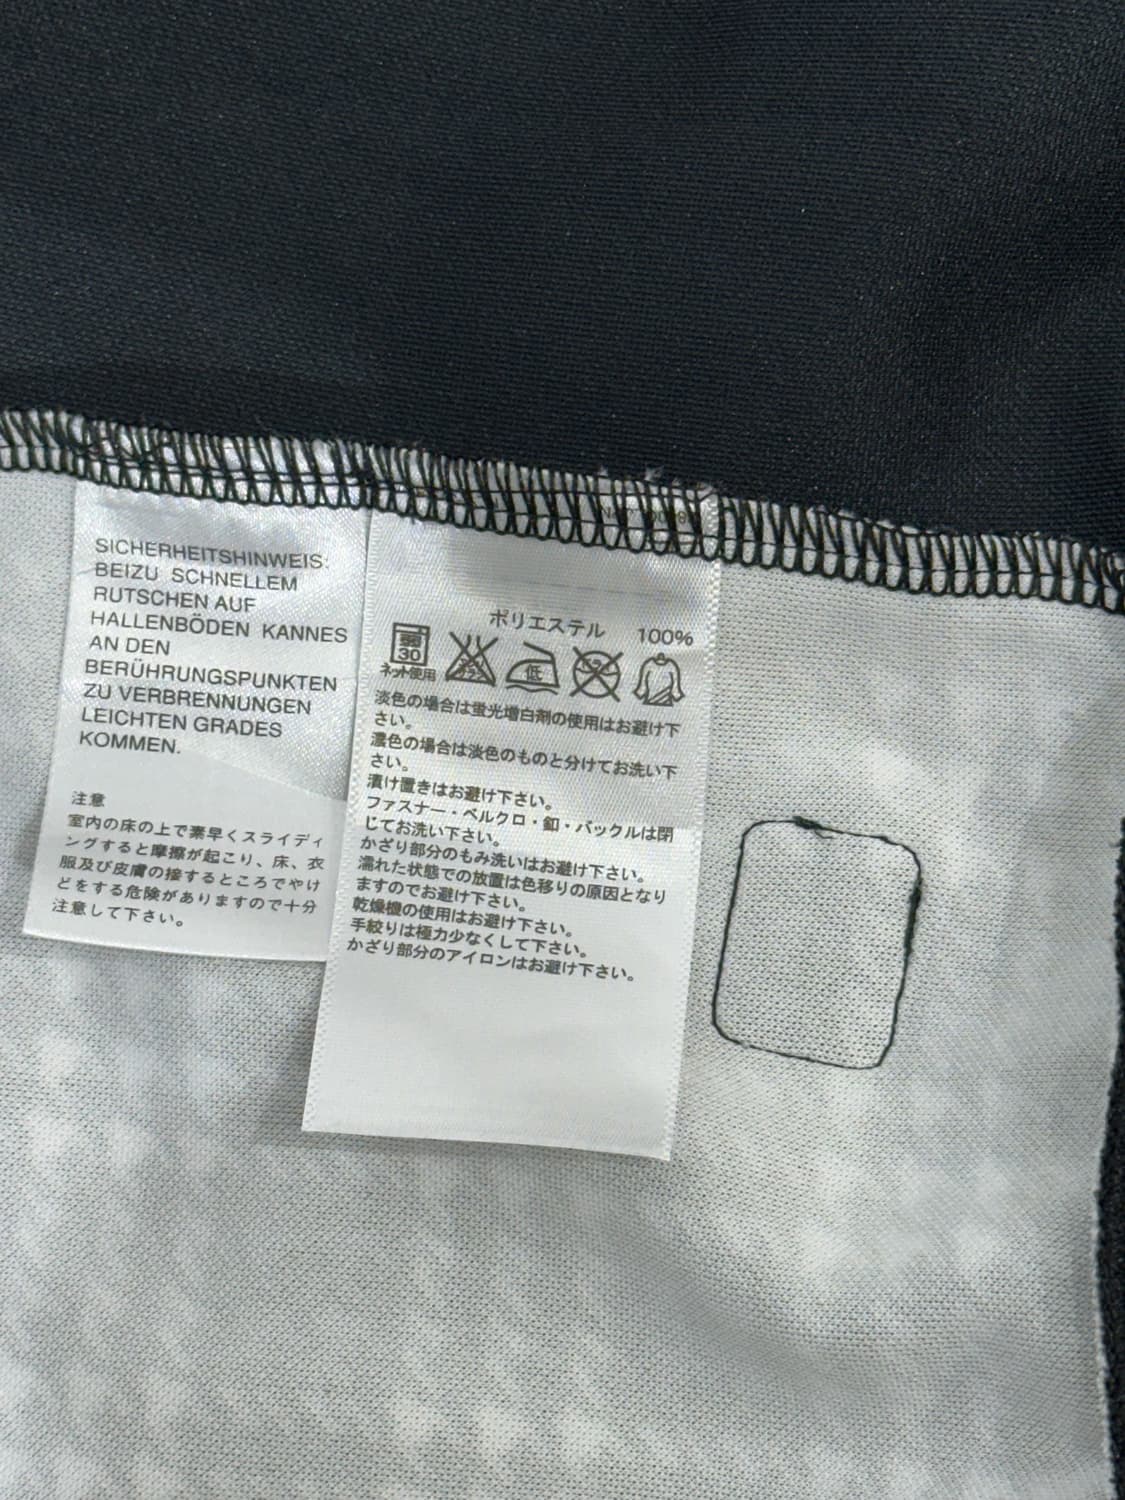 SICHERHEITSHINWEIS:
BEIZU SCHNELLEM
RUTSCHEN AUF
HALLENBÖDEN KANNES
AN DEN
BERÜHRUNGSPUNKTEN
ZU VERBRENNUNGEN
LEICHTEN GRADES
KOMMEN.
注意
室内の床の上で素早くスライディ
ングすると摩擦が起こり、床、衣
服及び皮膚の接するところでやけ
どをする危険がありますので十分
注意して下さい。
ポリエステル 100%
30
ネット使用
低
淡色の場合は蛍光増白剤の使用はお避け下
さい。
濃色の場合は淡色のものと分けてお洗い下
さい。
漬け置きはお避け下さい。
ファスナー・ベルクロ・釦・バックルは閉
じてお洗い下さい。
かざり部分のもみ洗いはお避け下さい。
濡れた状態での放置は色移りの原因となり
ますのでお避け下さい。
乾燥機の使用はお避け下さい。
手絞りは極力少なくして下さい。
かざり部分のアイロンはお避け下さい。